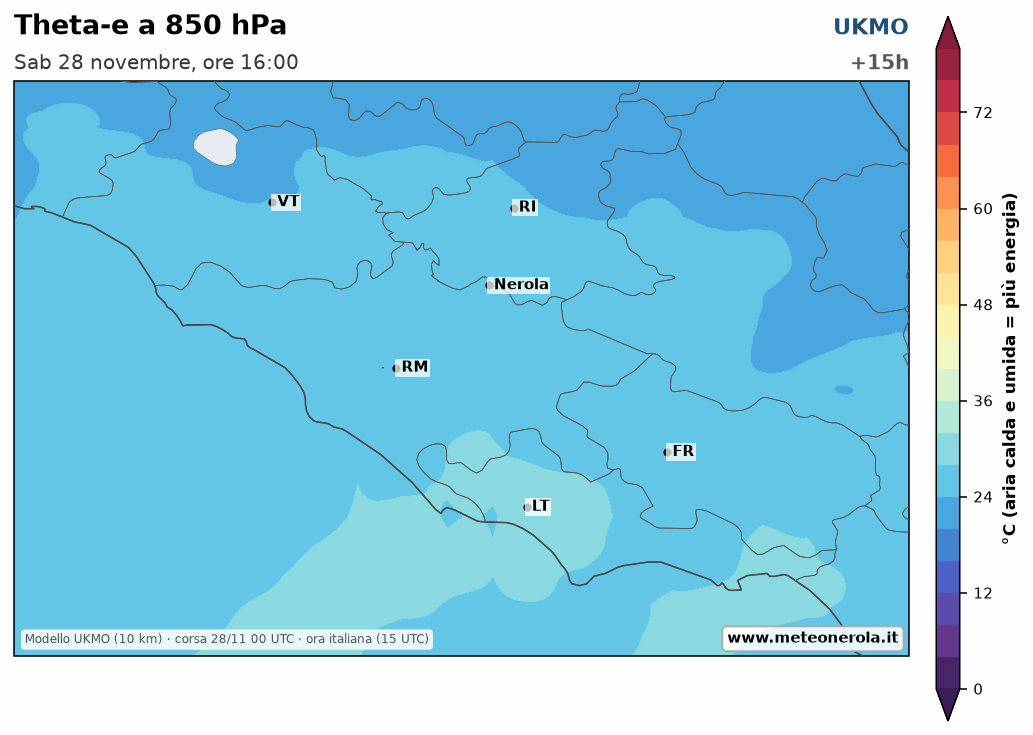 Theta-e a 850 hPa
UKMO
Sab 28 novembre, ore 16:00
+15h
VT
RI
Nerola
RM
FR
LT
72
60
48
36
24
12
0
°C (aria calda e umida = più energia)
Modello UKMO (10 km) · corsa 28/11 00 UTC · ora italiana (15 UTC)
www.meteonerola.it